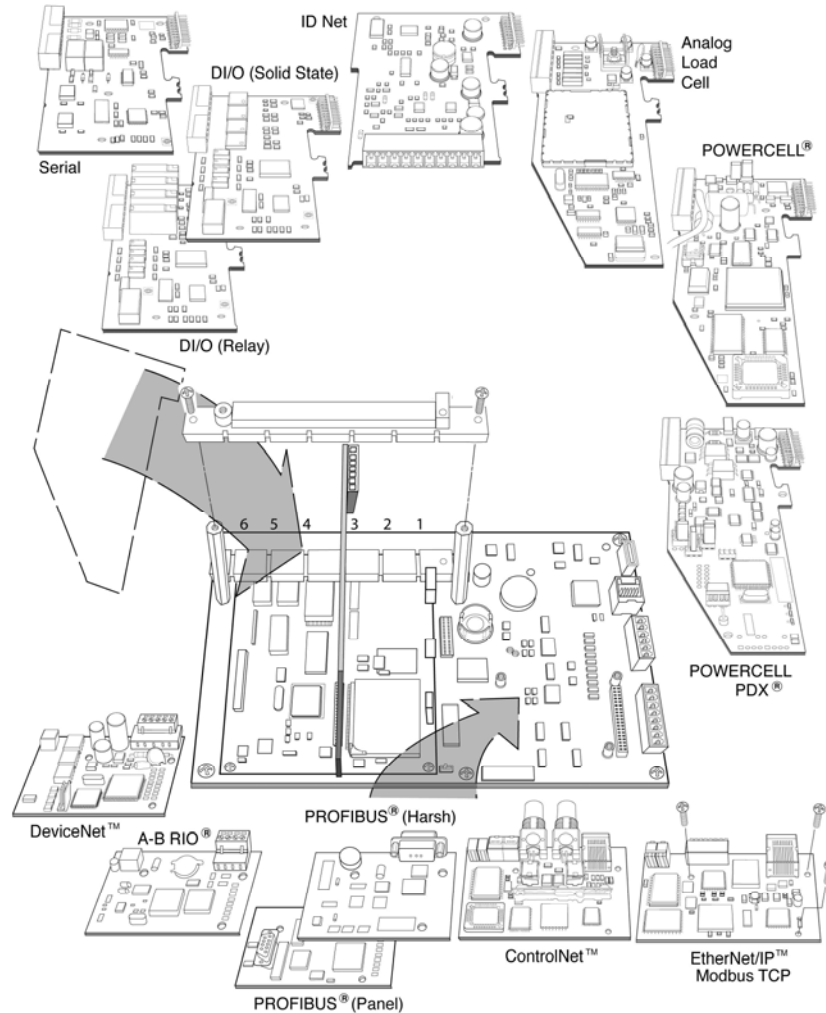 ID Net
Analog
Load
Cell
DI/O (Solid State)
Serial
POWERCELL®
DI/O (Relay)
6 5 4 3 2 1
POWERCELL
PDX®
DeviceNet™
A-B RIO®
PROFIBUS® (Harsh)
ControlNet™
EtherNet/IP™
Modbus TCP
PROFIBUS® (Panel)